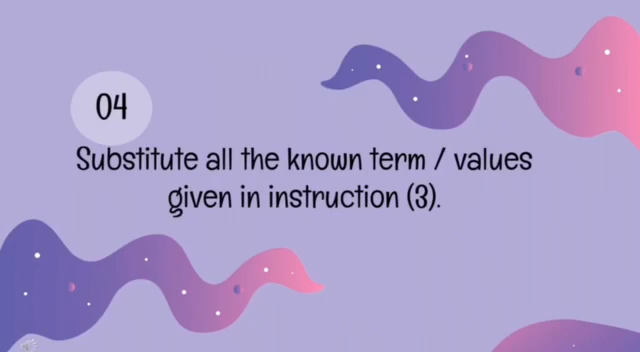 04
Substitute all the known term / values
given in instruction (3).